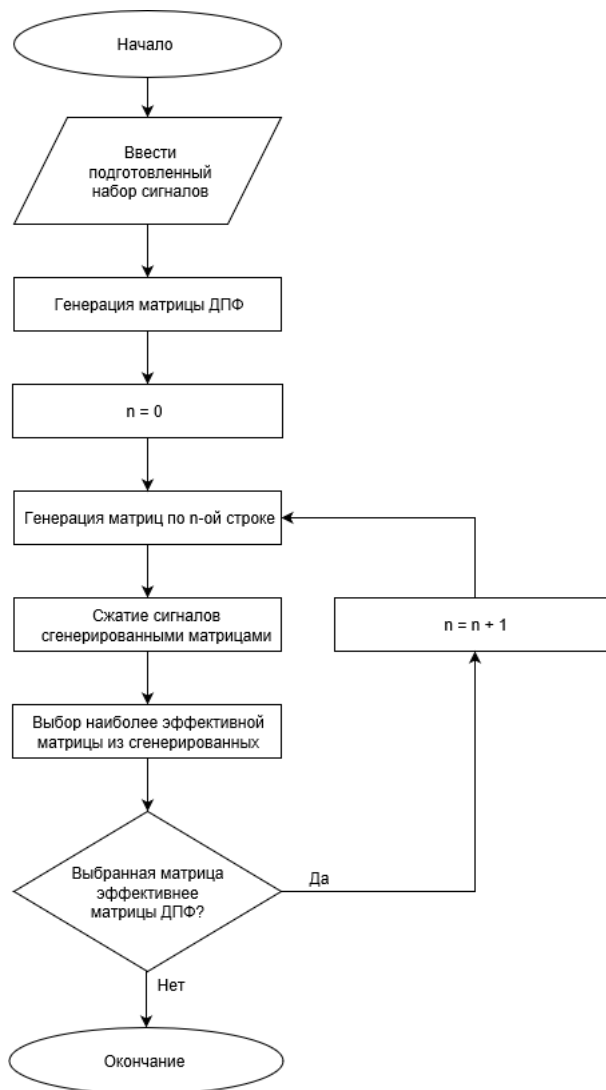 Начало
Ввести
подготовленный
набор сигналов
Генерация матрицы ДПФ
n = 0
Генерация матриц по n-ой строке
Сжатие сигналов
сгенерированными матрицами
n = n + 1
Выбор наиболее эффективной
матрицы из сгенерированных
Выбранная матрица
эффективнее
матрицы ДПФ?
Да
Нет
Окончание